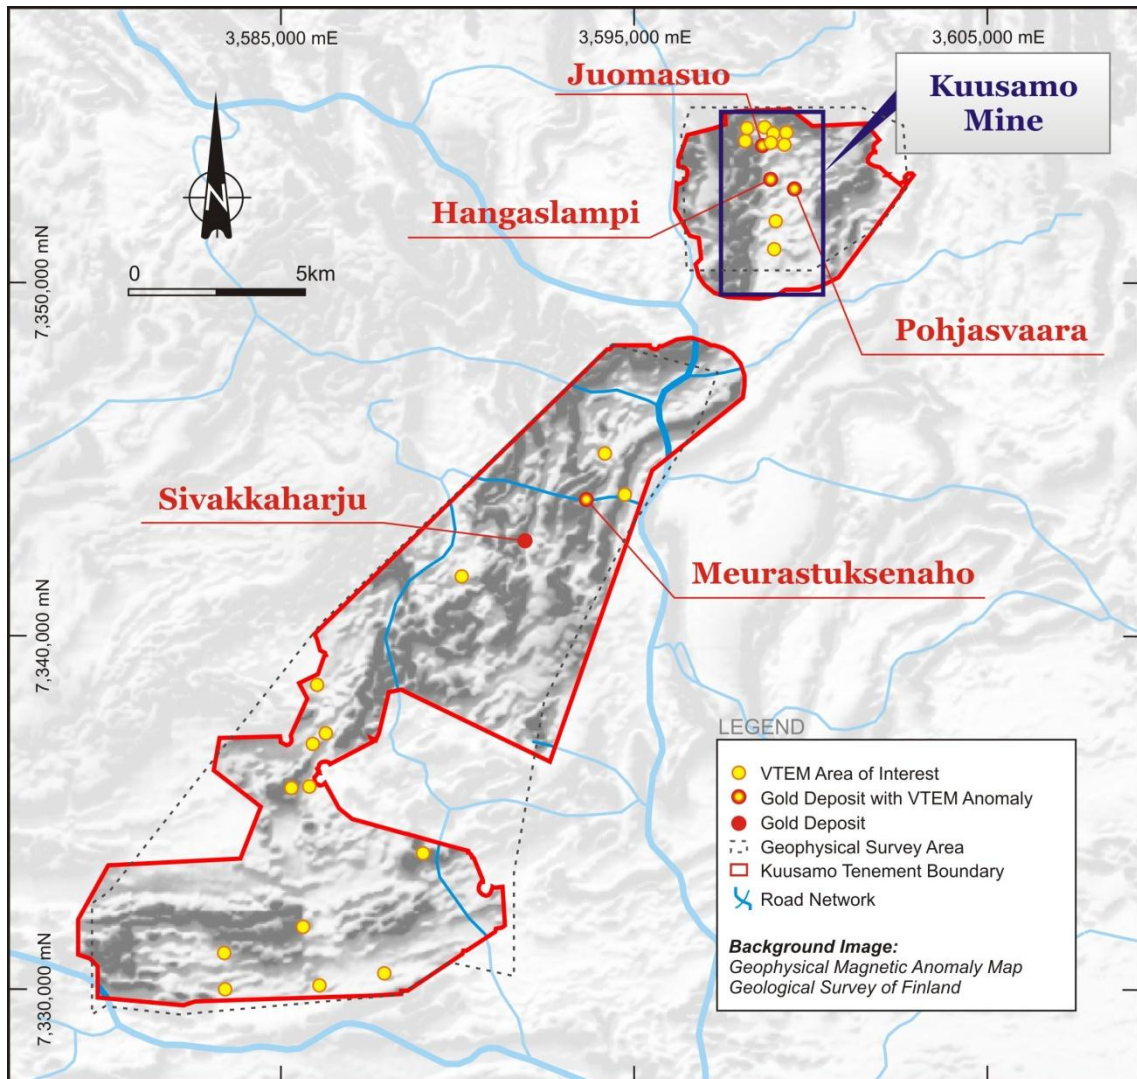 3,585,000 mE
3,595,000 mE
3,605,000 mE
Juomasuo
Kuusamo
Mine
N
Hangaslampi
0
5km
7,350,000 mN
Pohjasvaara
Sivakkaharju
Meurastuksenaho
7,340,000 mN
LEGEND
VTEM Area of Interest
Gold Deposit with VTEM Anomaly
Gold Deposit
Geophysical Survey Area
Kuusamo Tenement Boundary
Road Network
Background Image:
Geophysical Magnetic Anomaly Map
Geological Survey of Finland
7,330,000 mN